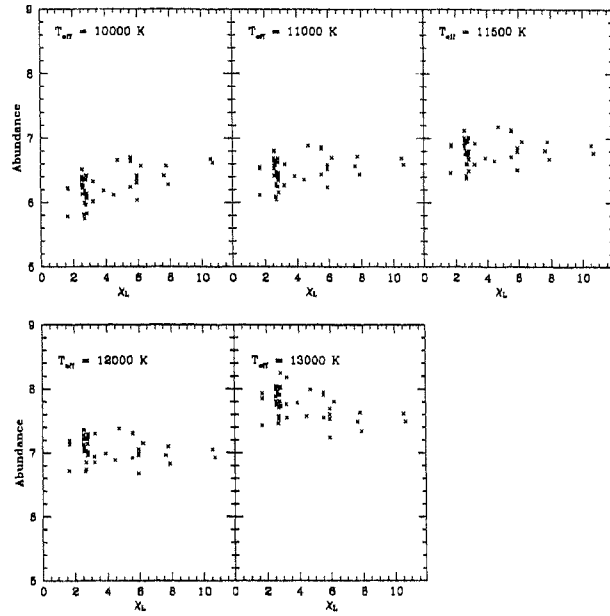 9
T_eff = 10000 K
T_eff = 11000 K
T_eff = 11500 K
8
Abundance
7
6
5
0 2 4 6 8 10 0 2 4 6 8 10 0 2 4 6 8 10
χ_L χ_L χ_L
9
T_eff = 12000 K
T_eff = 13000 K
8
Abundance
7
6
5
0 2 4 6 8 10 0 2 4 6 8 10
χ_L χ_L